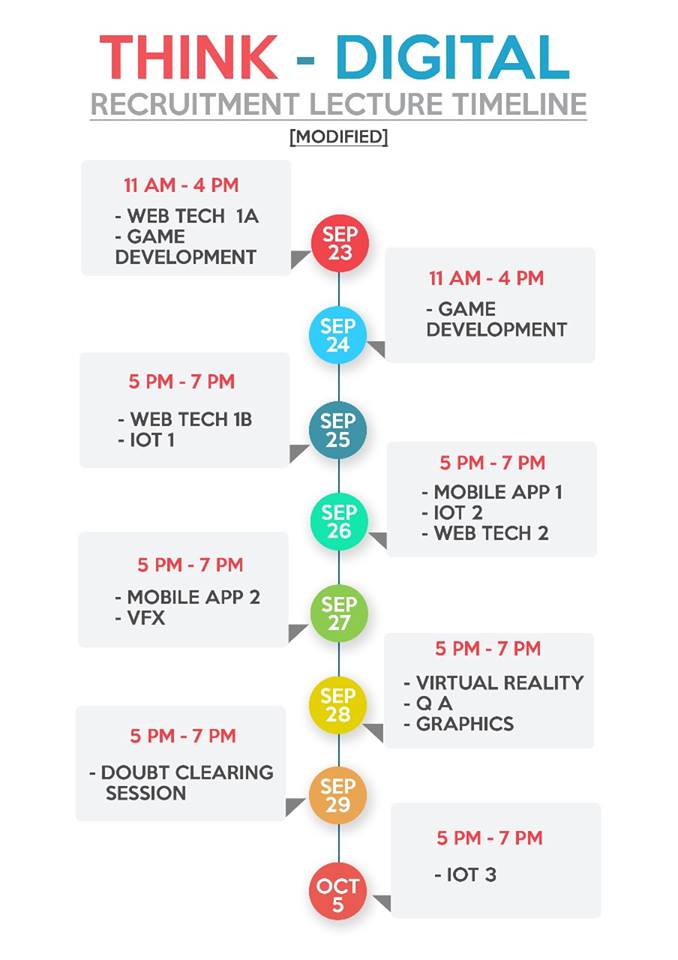 THINK - DIGITAL
RECRUITMENT LECTURE TIMELINE
[MODIFIED]
11 AM - 4 PM
- WEB TECH 1A
- GAME
DEVELOPMENT
SEP
23
11 AM - 4 PM
- GAME
DEVELOPMENT
SEP
24
5 PM - 7 PM
- WEB TECH 1B
- IOT 1
SEP
25
5 PM - 7 PM
- MOBILE APP 1
- IOT 2
- WEB TECH 2
SEP
26
5 PM - 7 PM
- MOBILE APP 2
- VFX
SEP
27
5 PM - 7 PM
- VIRTUAL REALITY
- Q A
- GRAPHICS
SEP
28
5 PM - 7 PM
- DOUBT CLEARING
SESSION
SEP
29
5 PM - 7 PM
- IOT 3
OCT
5